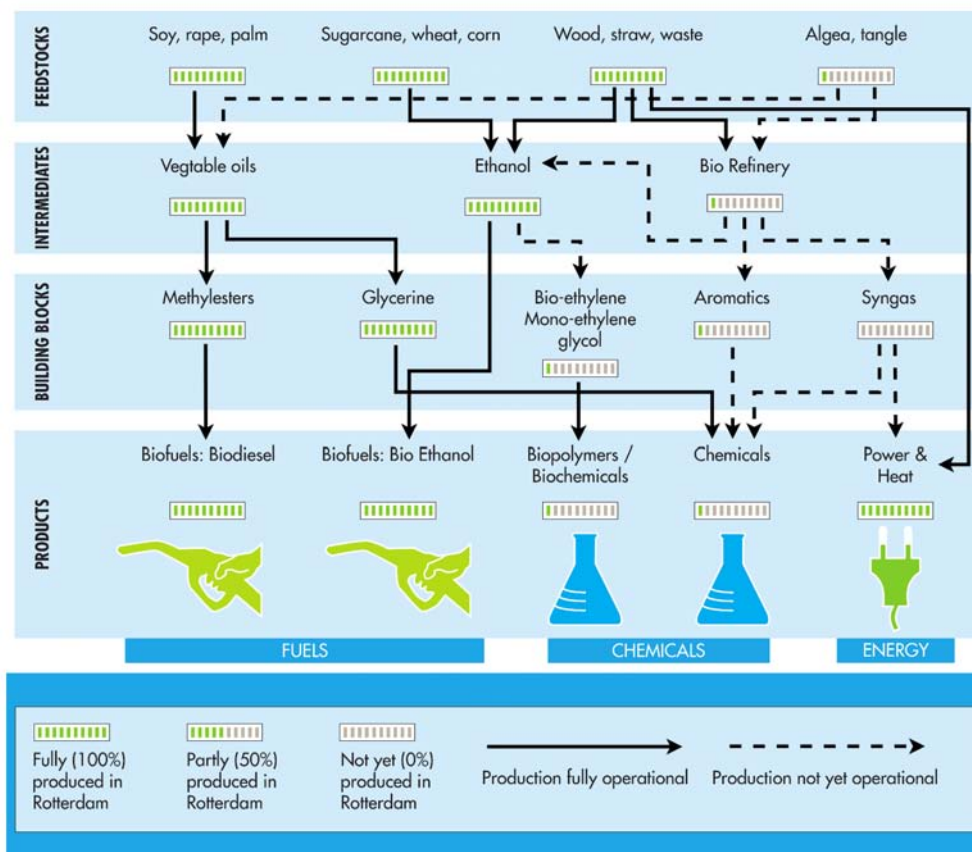 FEEDSTOCKS
Soy, rape, palm
Sugarcane, wheat, corn
Wood, straw, waste
Algea, tangle
INTERMEDIATES
Vegtable oils
Ethanol
Bio Refinery
BUILDING BLOCKS
Methylesters
Glycerine
Bio-ethylene
Mono-ethylene
glycol
Aromatics
Syngas
PRODUCTS
Biofuels: Biodiesel
Biofuels: Bio Ethanol
Biopolymers /
Biochemicals
Chemicals
Power &
Heat
FUELS
CHEMICALS
ENERGY
Fully (100%)
produced in
Rotterdam
Partly (50%)
produced in
Rotterdam
Not yet (0%)
produced in
Rotterdam
Production fully operational
Production not yet operational